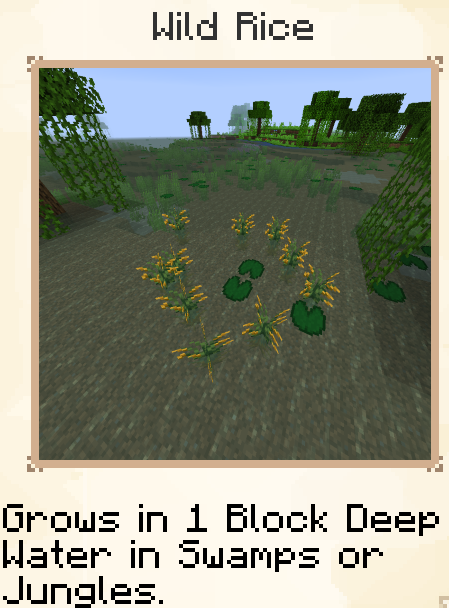 Wild Rice
Grows in 1 Block Deep
Water in Swamps or
Jungles.